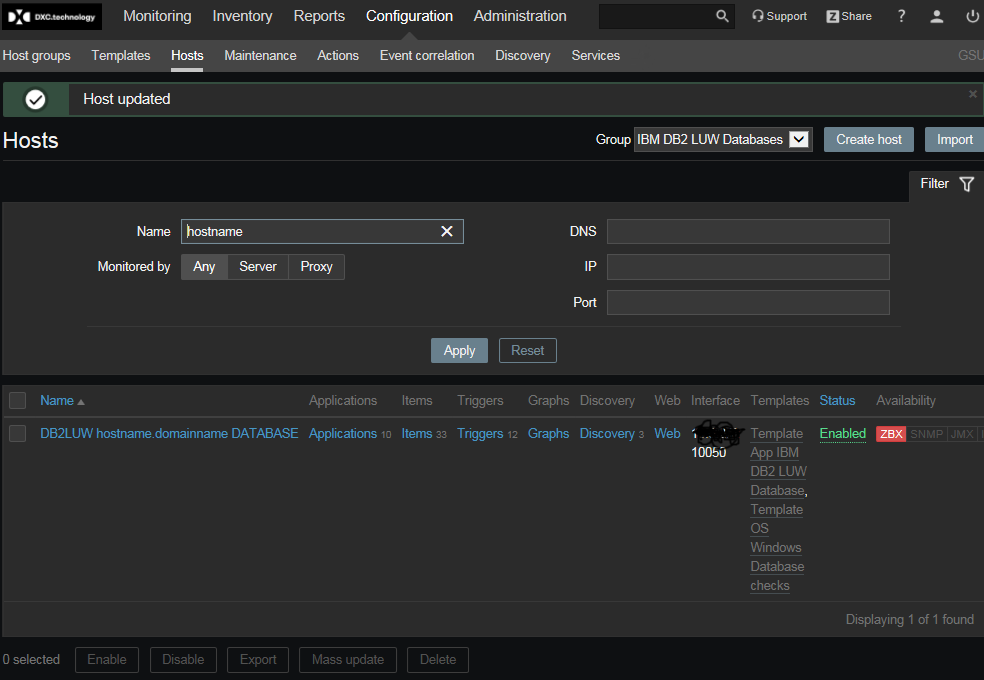 DXC.technology Monitoring Inventory Reports Configuration Administration Support Z Share ?
Host groups Templates Hosts Maintenance Actions Event correlation Discovery Services GSU
Host updated ×
Hosts Group IBM DB2 LUW Databases Create host Import
Filter
Name hostname DNS
Monitored by Any Server Proxy IP
Port
Apply Reset
Name Applications Items Triggers Graphs Discovery Web Interface Templates Status Availability
DB2LUW hostname.domainname DATABASE Applications 10 Items 33 Triggers 12 Graphs Discovery 3 Web Template Enabled ZBX SNMP JMX
10050 App IBM
DB2 LUW
Database,
Template
OS
Windows
Database
checks
Displaying 1 of 1 found
0 selected Enable Disable Export Mass update Delete